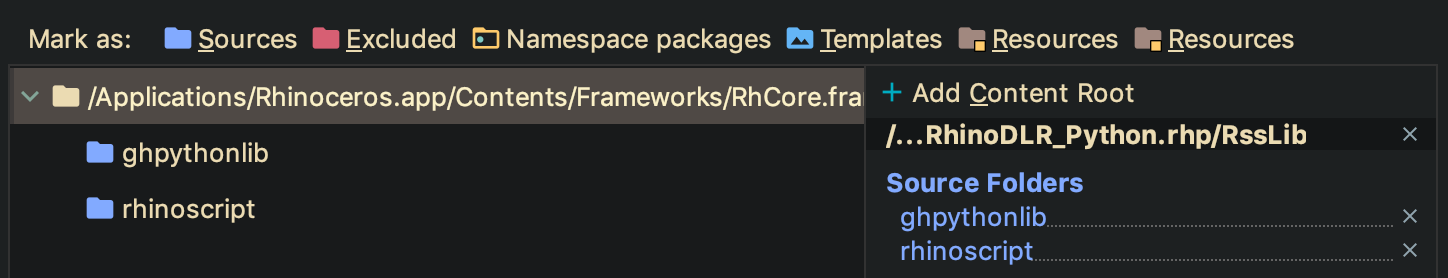 Mark as: Sources Excluded Namespace packages Templates Resources Resources
/Applications/Rhinoceros.app/Contents/Frameworks/RhCore.fra
ghpythonlib
rhinoscript
+ Add Content Root
/...RhinoDLR_Python.rhp/RssLib
Source Folders
ghpythonlib
rhinoscript